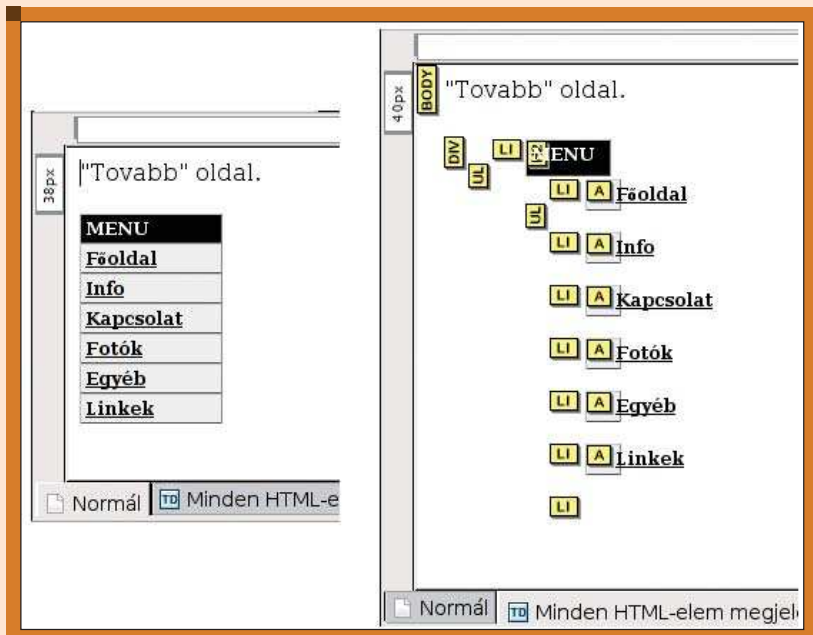 38px
"Tovabb" oldal.
MENU
Főoldal
Info
Kapcsolat
Fotók
Egyéb
Linkek
Normál
TD Minden HTML-e
40px
BODY
"Tovabb" oldal.
DIV
UL
LI
MENU
LI A Főoldal
UL
LI A Info
LI A Kapcsolat
LI A Fotók
LI A Egyéb
LI A Linkek
LI
Normál
TD Minden HTML-elem megjel